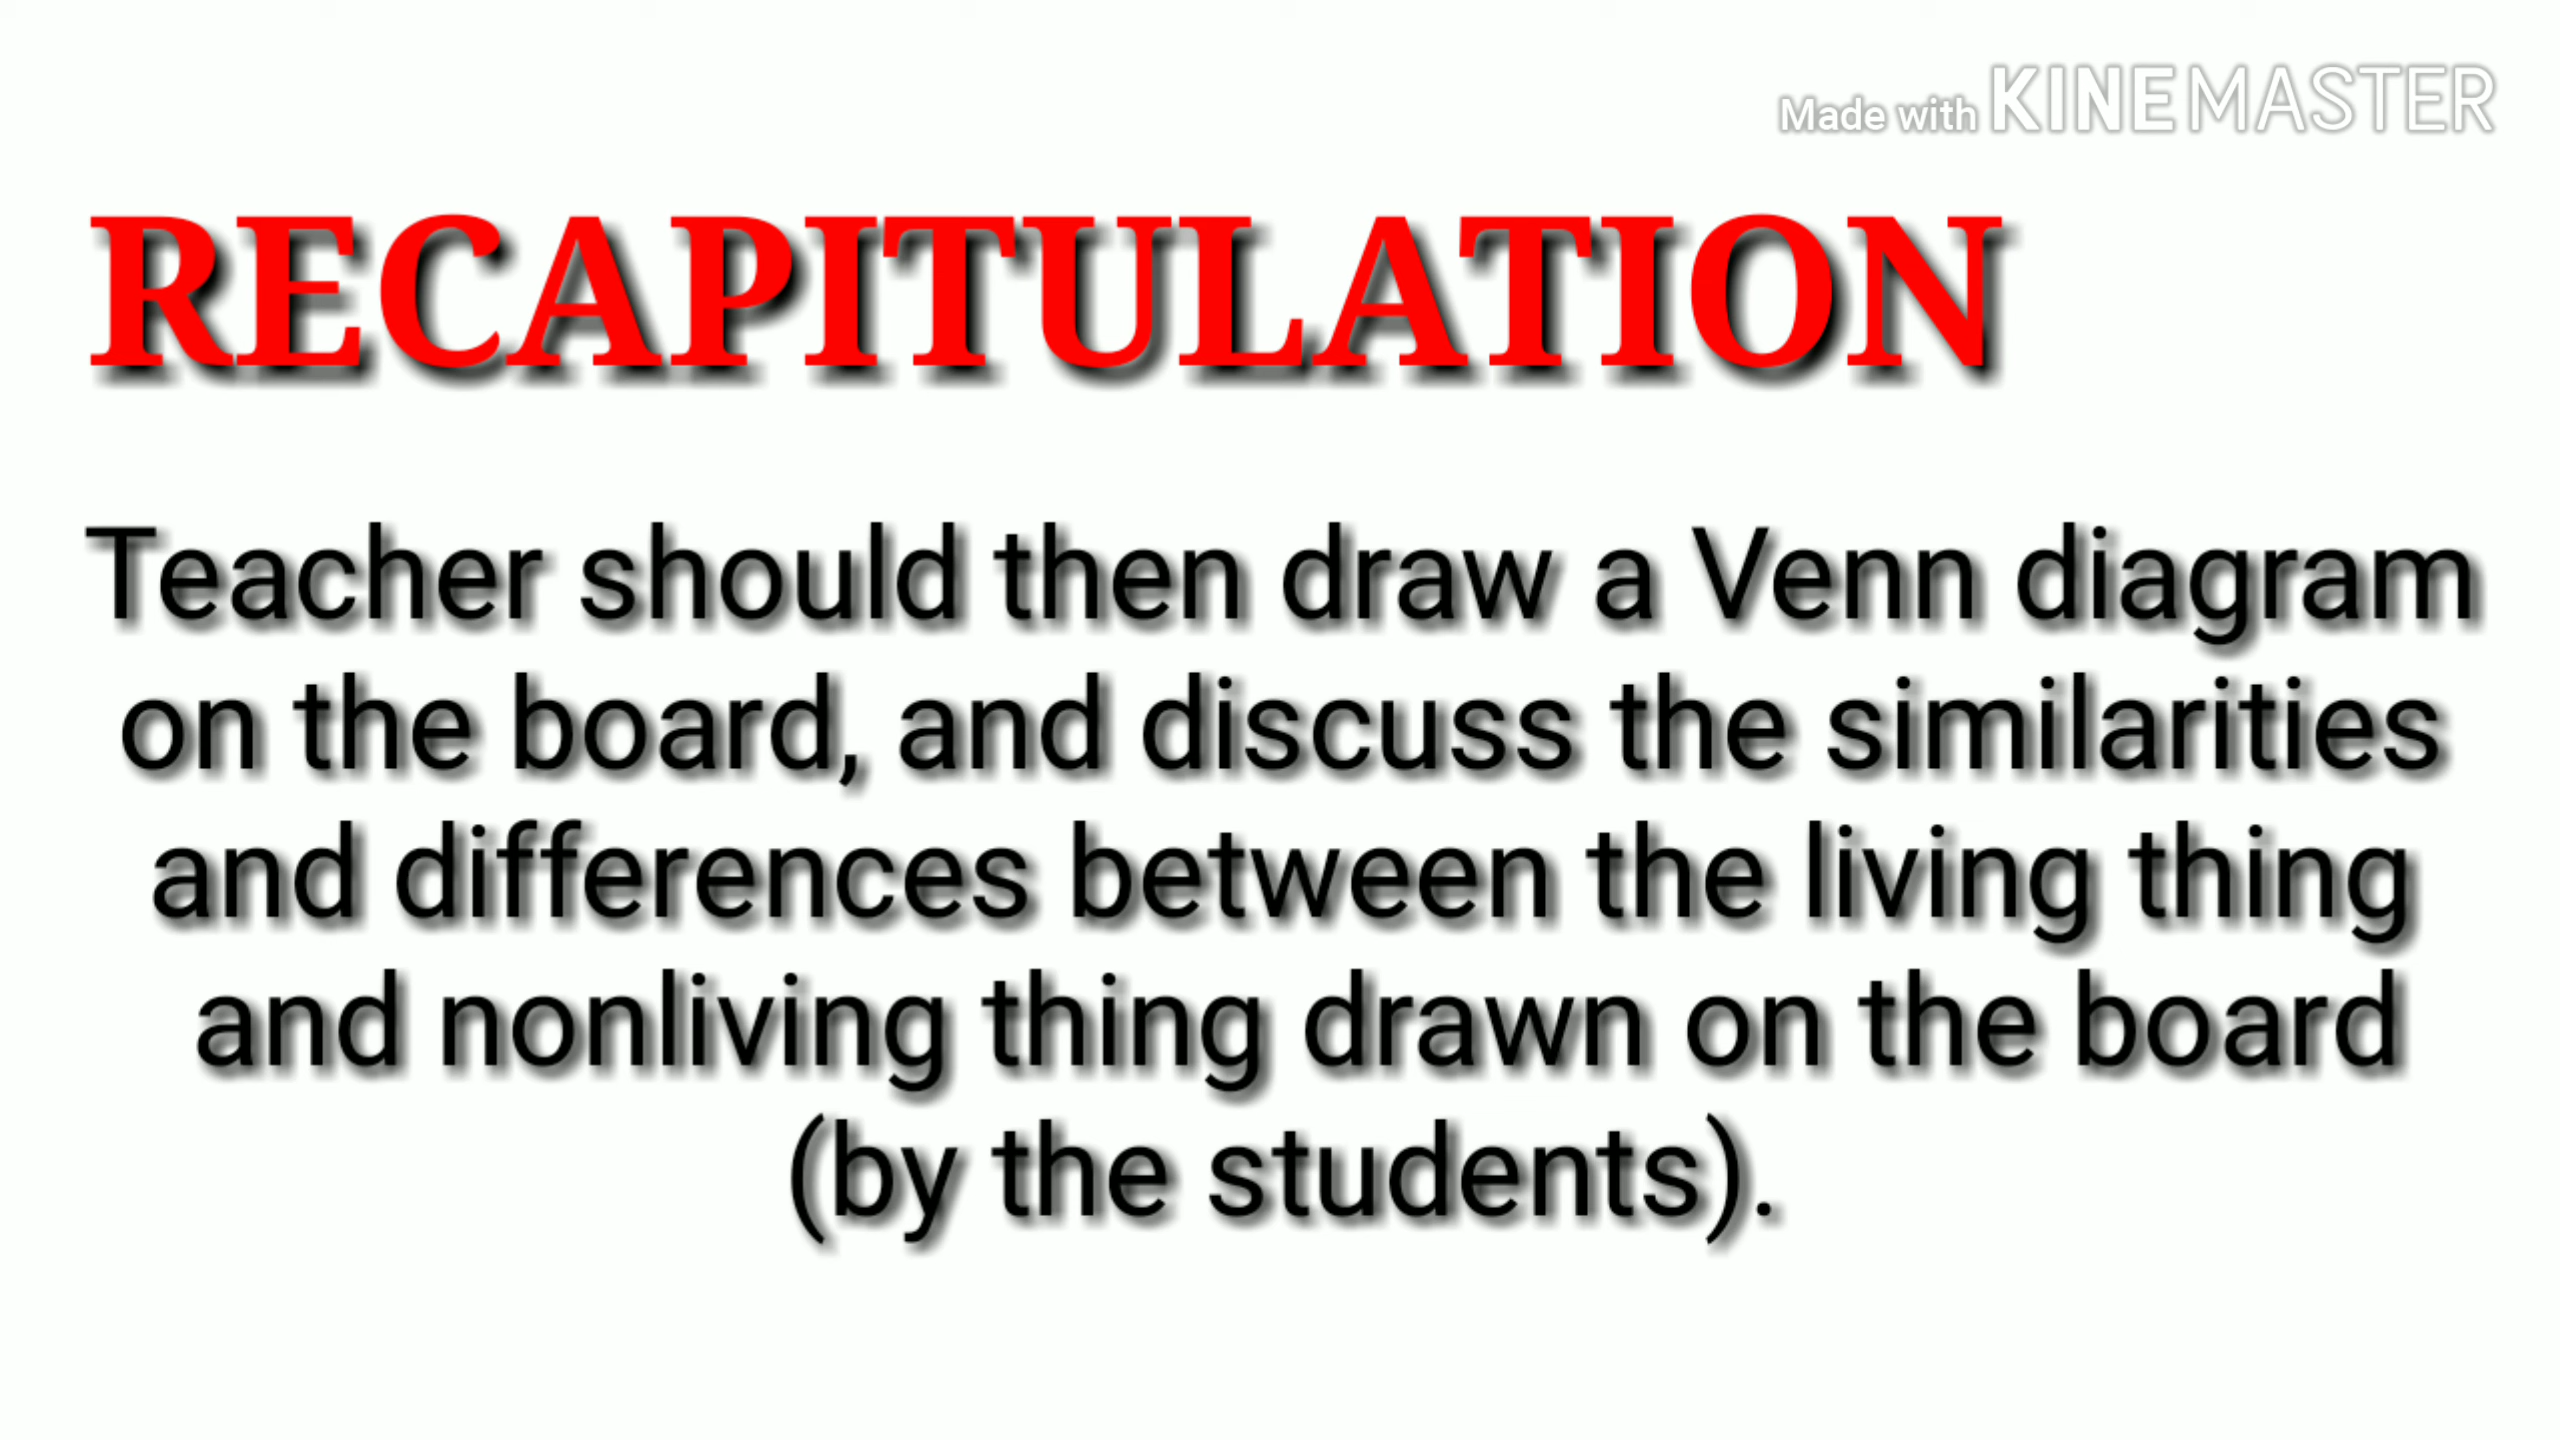 Made with KINEMASTER
RECAPITULATION
Teacher should then draw a Venn diagram
on the board, and discuss the similarities
and differences between the living thing
and nonliving thing drawn on the board
(by the students).